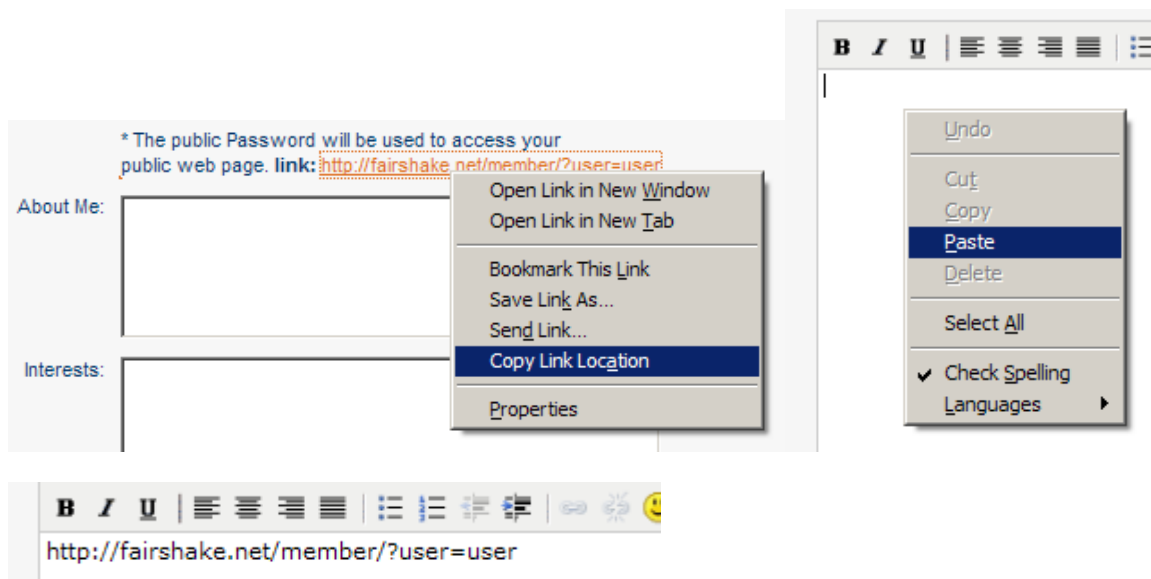 * The public Password will be used to access your
public web page. link: http://fairshake.net/member/?user=user
About Me:
Interests:
Open Link in New Window
Open Link in New Tab
Bookmark This Link
Save Link As...
Send Link...
Copy Link Location
Properties
B I U
Undo
Cut
Copy
Paste
Delete
Select All
Check Spelling
Languages
B I U
http://fairshake.net/member/?user=user